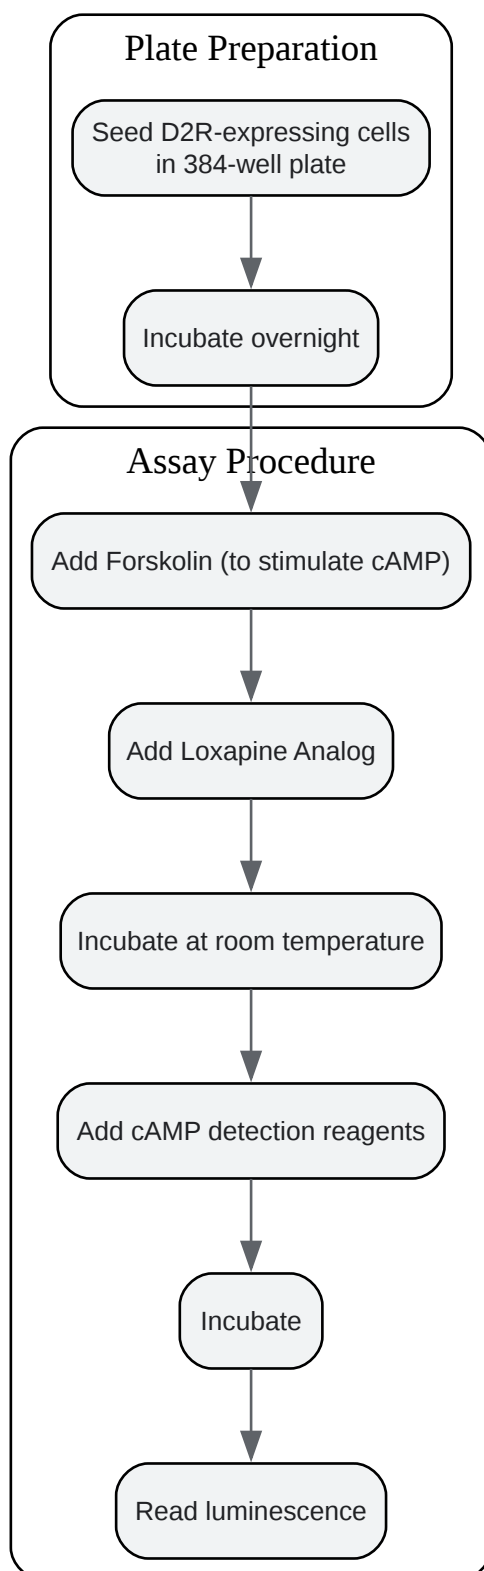 Plate Preparation
Seed D2R-expressing cells
in 384-well plate
Incubate overnight
Assay Procedure
Add Forskolin (to stimulate cAMP)
Add Loxapine Analog
Incubate at room temperature
Add cAMP detection reagents
Incubate
Read luminescence